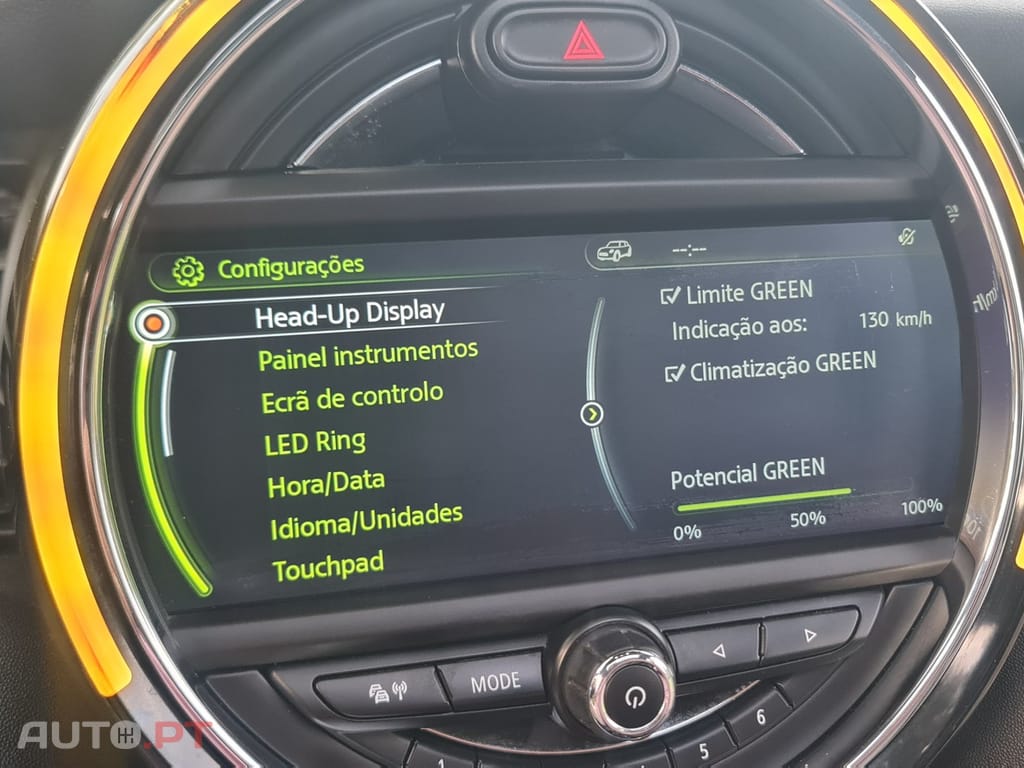 Configurações
--:--
Head-Up Display
Painel instrumentos
Ecrã de controlo
LED Ring
Hora/Data
Idioma/Unidades
Touchpad
Limite GREEN
Indicação aos: 130 km/h
Climatização GREEN
Potencial GREEN
0% 50% 100%
MODE
1 5 6
AUTO.PT